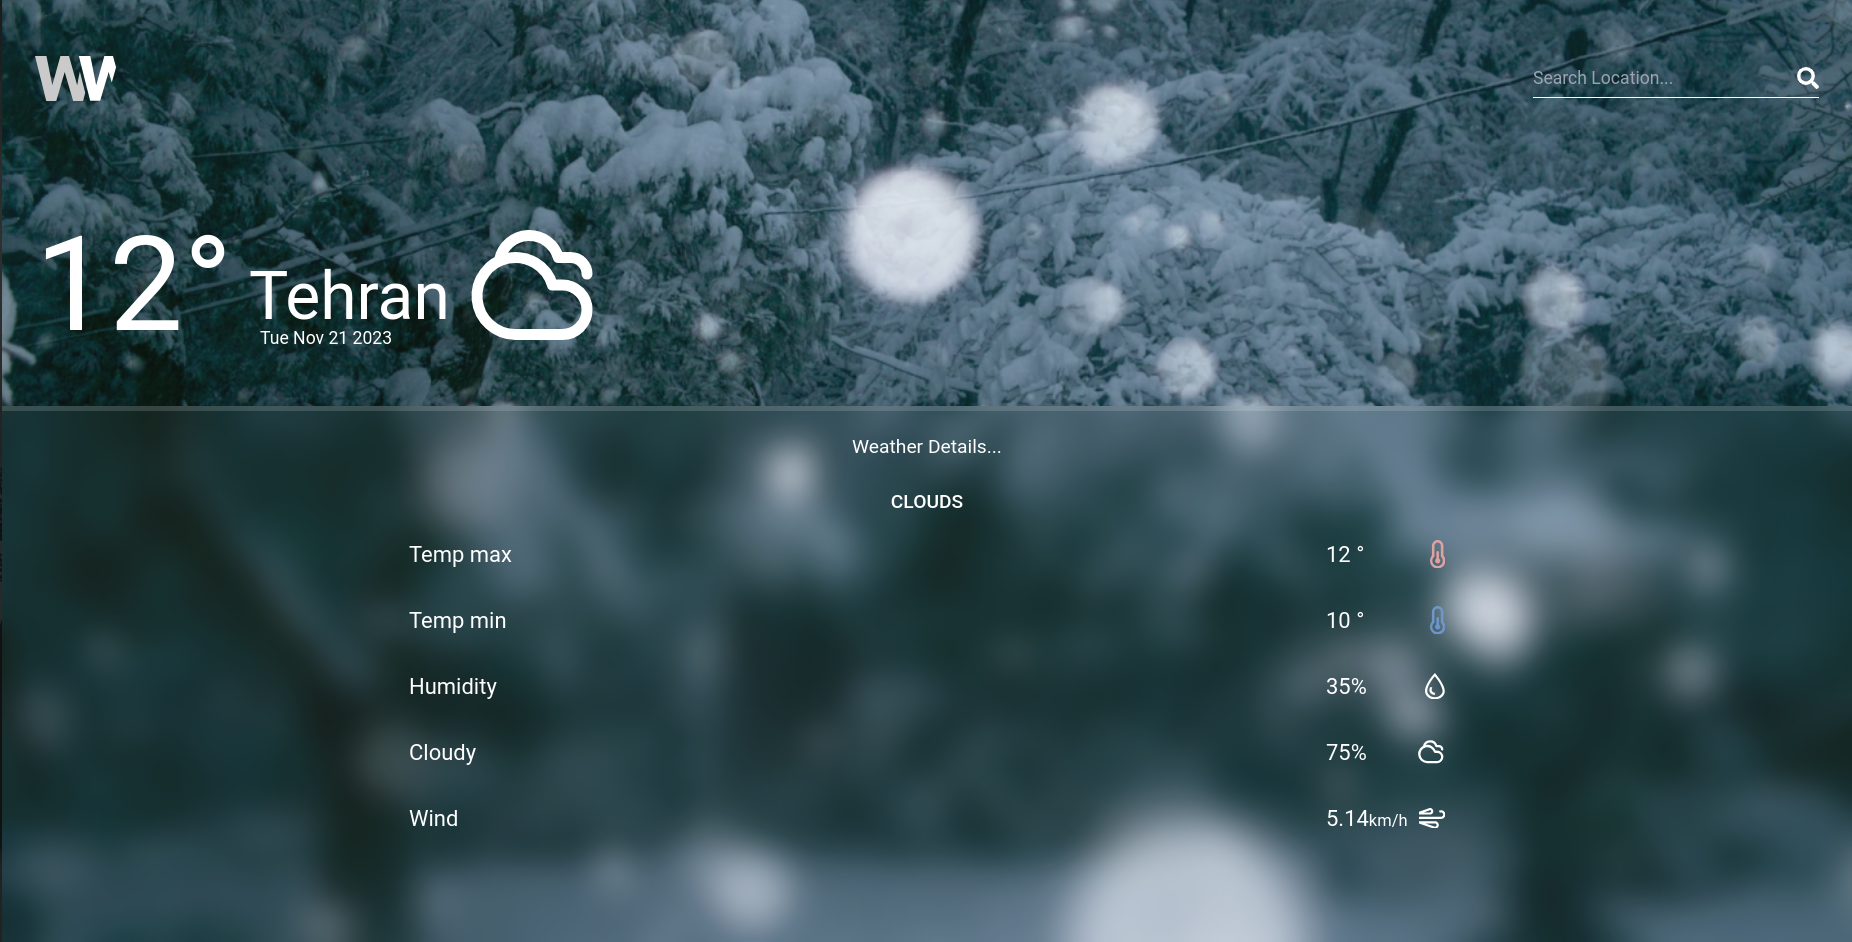 W
Search Location...
12° Tehran
Tue Nov 21 2023
Weather Details...
CLOUDS
Temp max 12 °
Temp min 10 °
Humidity 35%
Cloudy 75%
Wind 5.14km/h